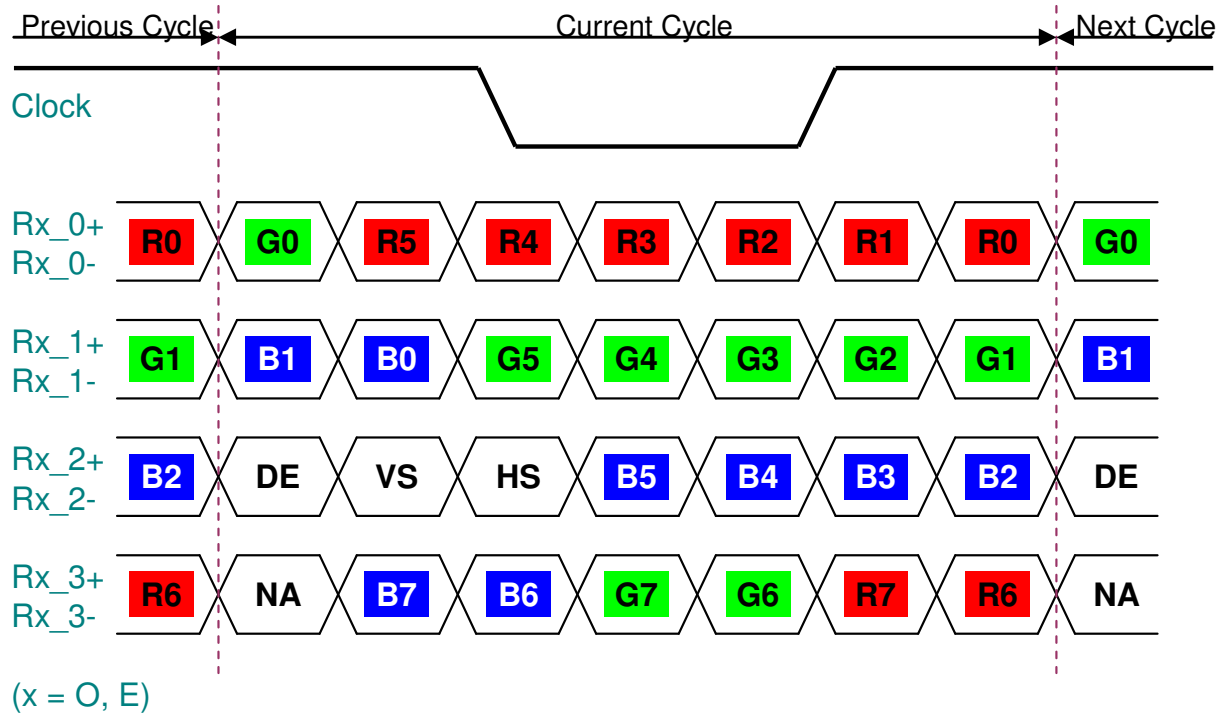 Previous Cycle Current Cycle Next Cycle
Clock
Rx_0+
Rx_0-
R0 G0 R5 R4 R3 R2 R1 R0 G0
Rx_1+
Rx_1-
G1 B1 B0 G5 G4 G3 G2 G1 B1
Rx_2+
Rx_2-
B2 DE VS HS B5 B4 B3 B2 DE
Rx_3+
Rx_3-
R6 NA B7 B6 G7 G6 R7 R6 NA
(x = O, E)